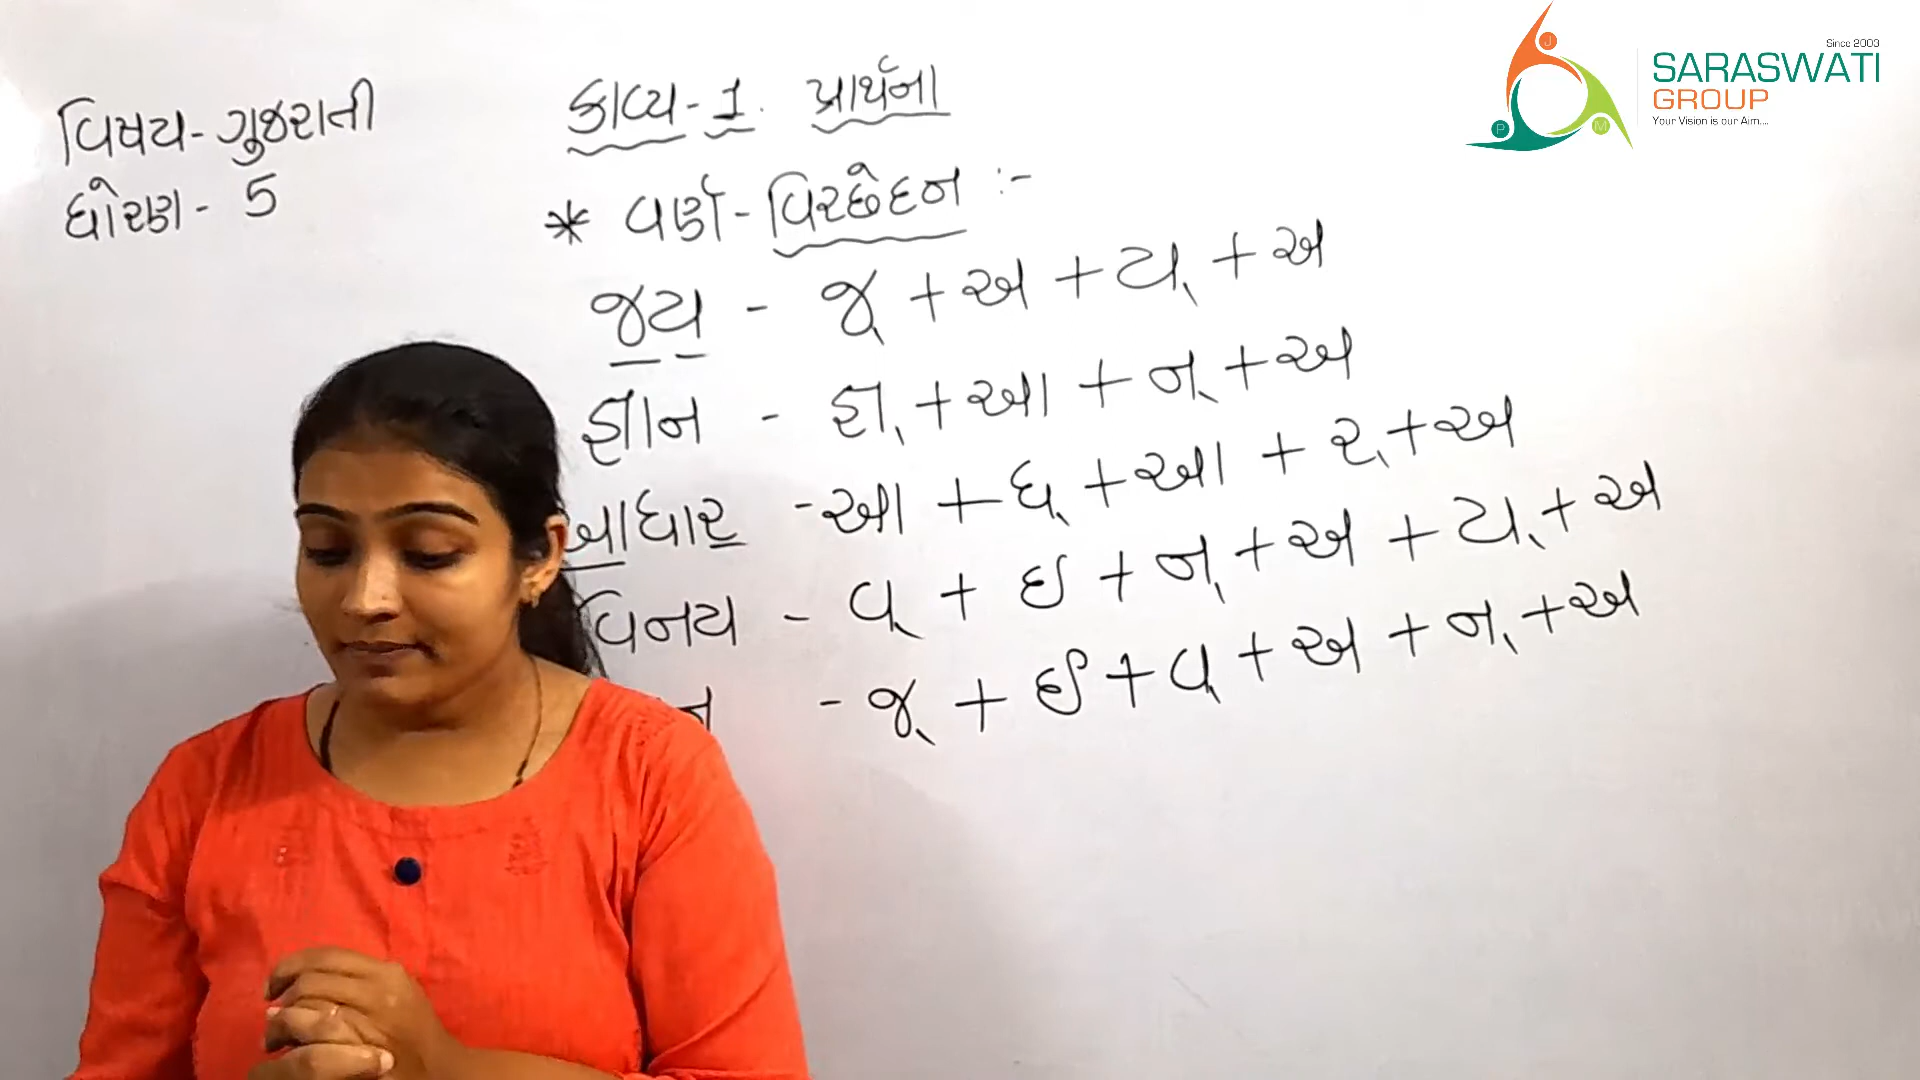 વિષય - ગુજરાતી
ધોરણ - 5
કાવ્ય - 1. પ્રાર્થના
* વર્ણ - વિરછેદન :-
જય - જ્ + અ + ય્ + અ
જ્ઞાન - જ્ઞ્ + આ + ન્ + અ
આધાર - આ + ધ્ + આ + ર્ + અ
વિનય - વ્ + ઇ + ન્ + અ + ય્ + અ
- જ્ + ઈ + વ્ + અ + ન્ + અ
Since 2003
SARASWATI
GROUP
Your Vision is our Aim....
J
P
M